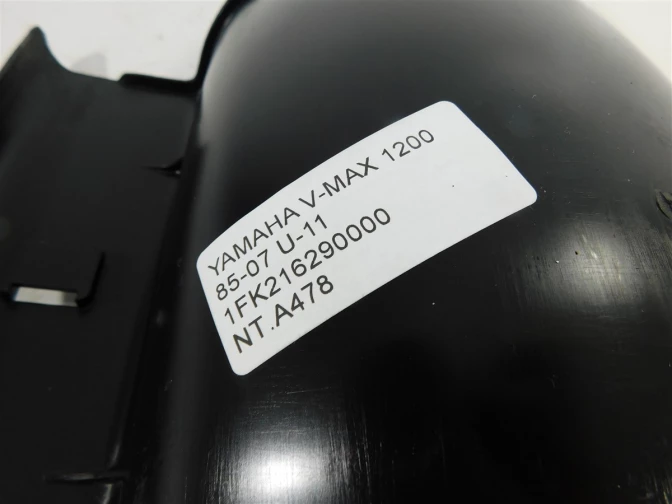 YAMAHA V-MAX 1200
85-07 U-11
1FK216290000
NT.A478